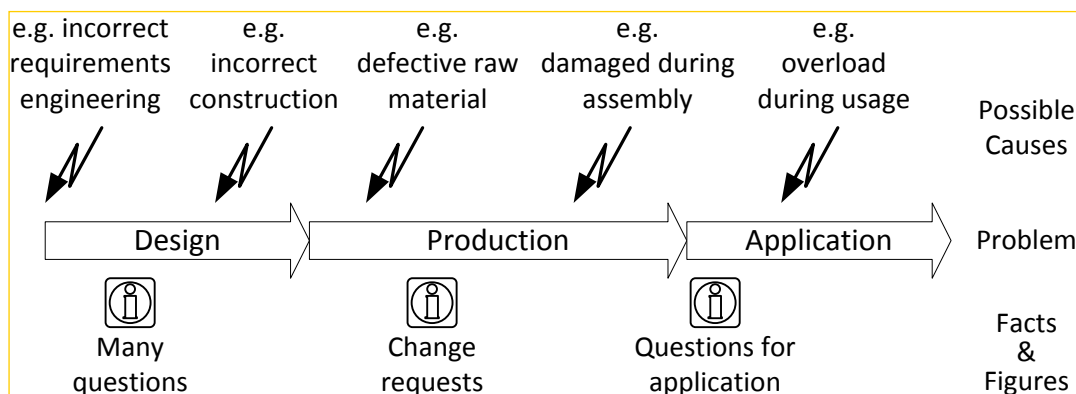 e.g. incorrect
requirements
engineering
e.g.
incorrect
construction
e.g.
defective raw
material
e.g.
damaged during
assembly
e.g.
overload
during usage
Possible
Causes
Design
Production
Application
Problem
Many
questions
Change
requests
Questions for
application
Facts
&
Figures